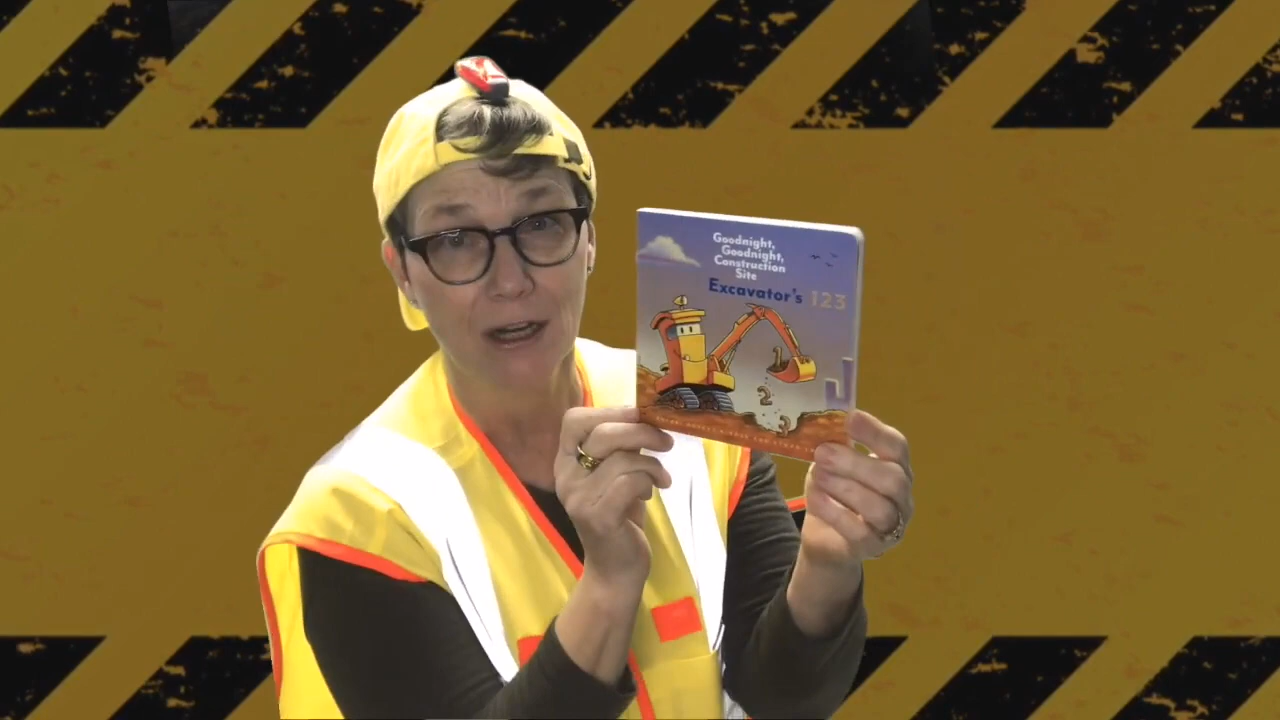 Goodnight,
Goodnight,
Construction
Site
Excavator's 123
1
2
3